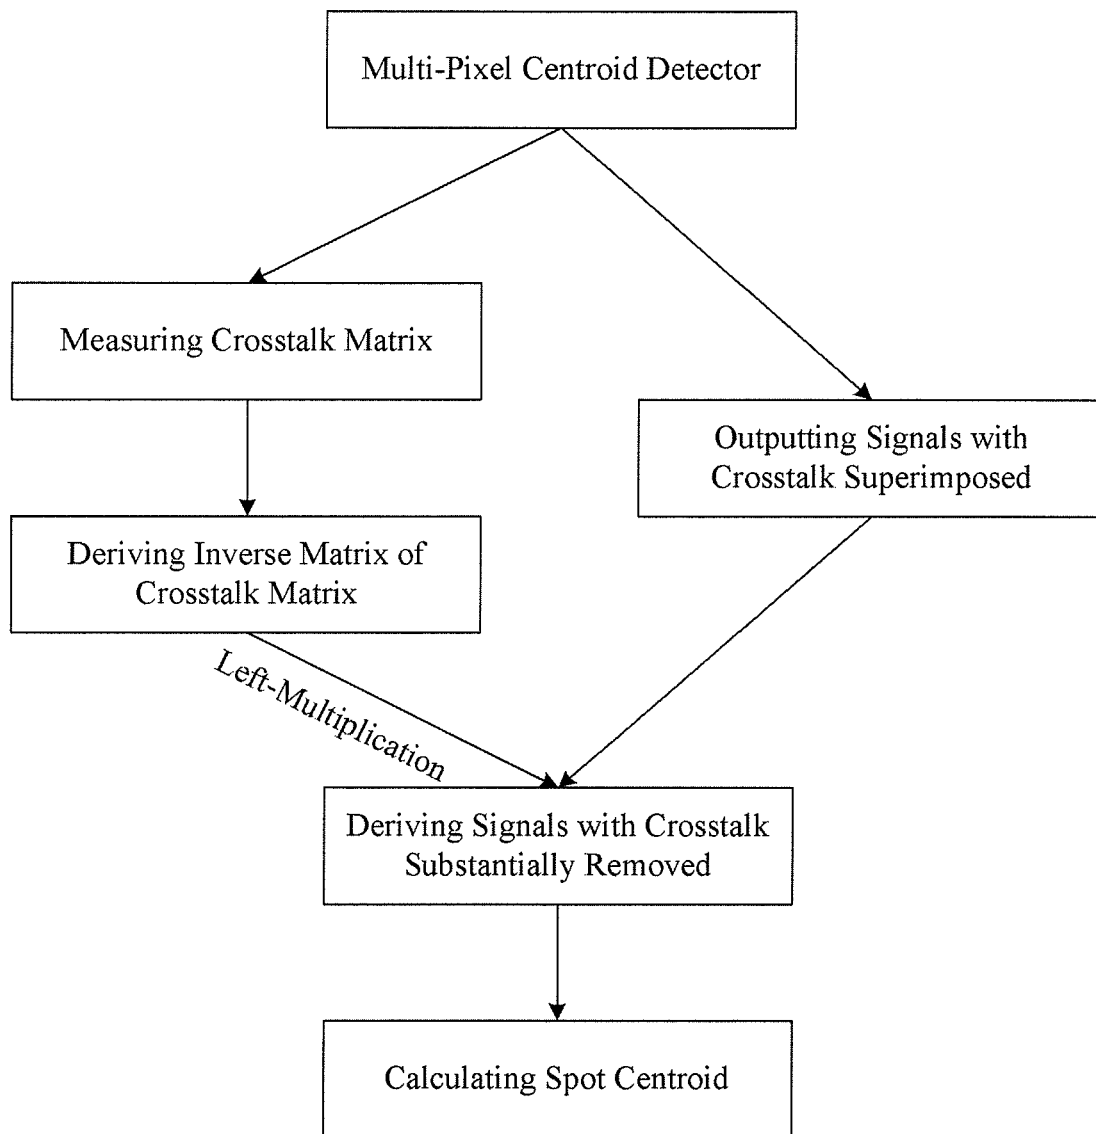 Multi-Pixel Centroid Detector
Measuring Crosstalk Matrix
Outputting Signals with
Crosstalk Superimposed
Deriving Inverse Matrix of
Crosstalk Matrix
Left-Multiplication
Deriving Signals with Crosstalk
Substantially Removed
Calculating Spot Centroid